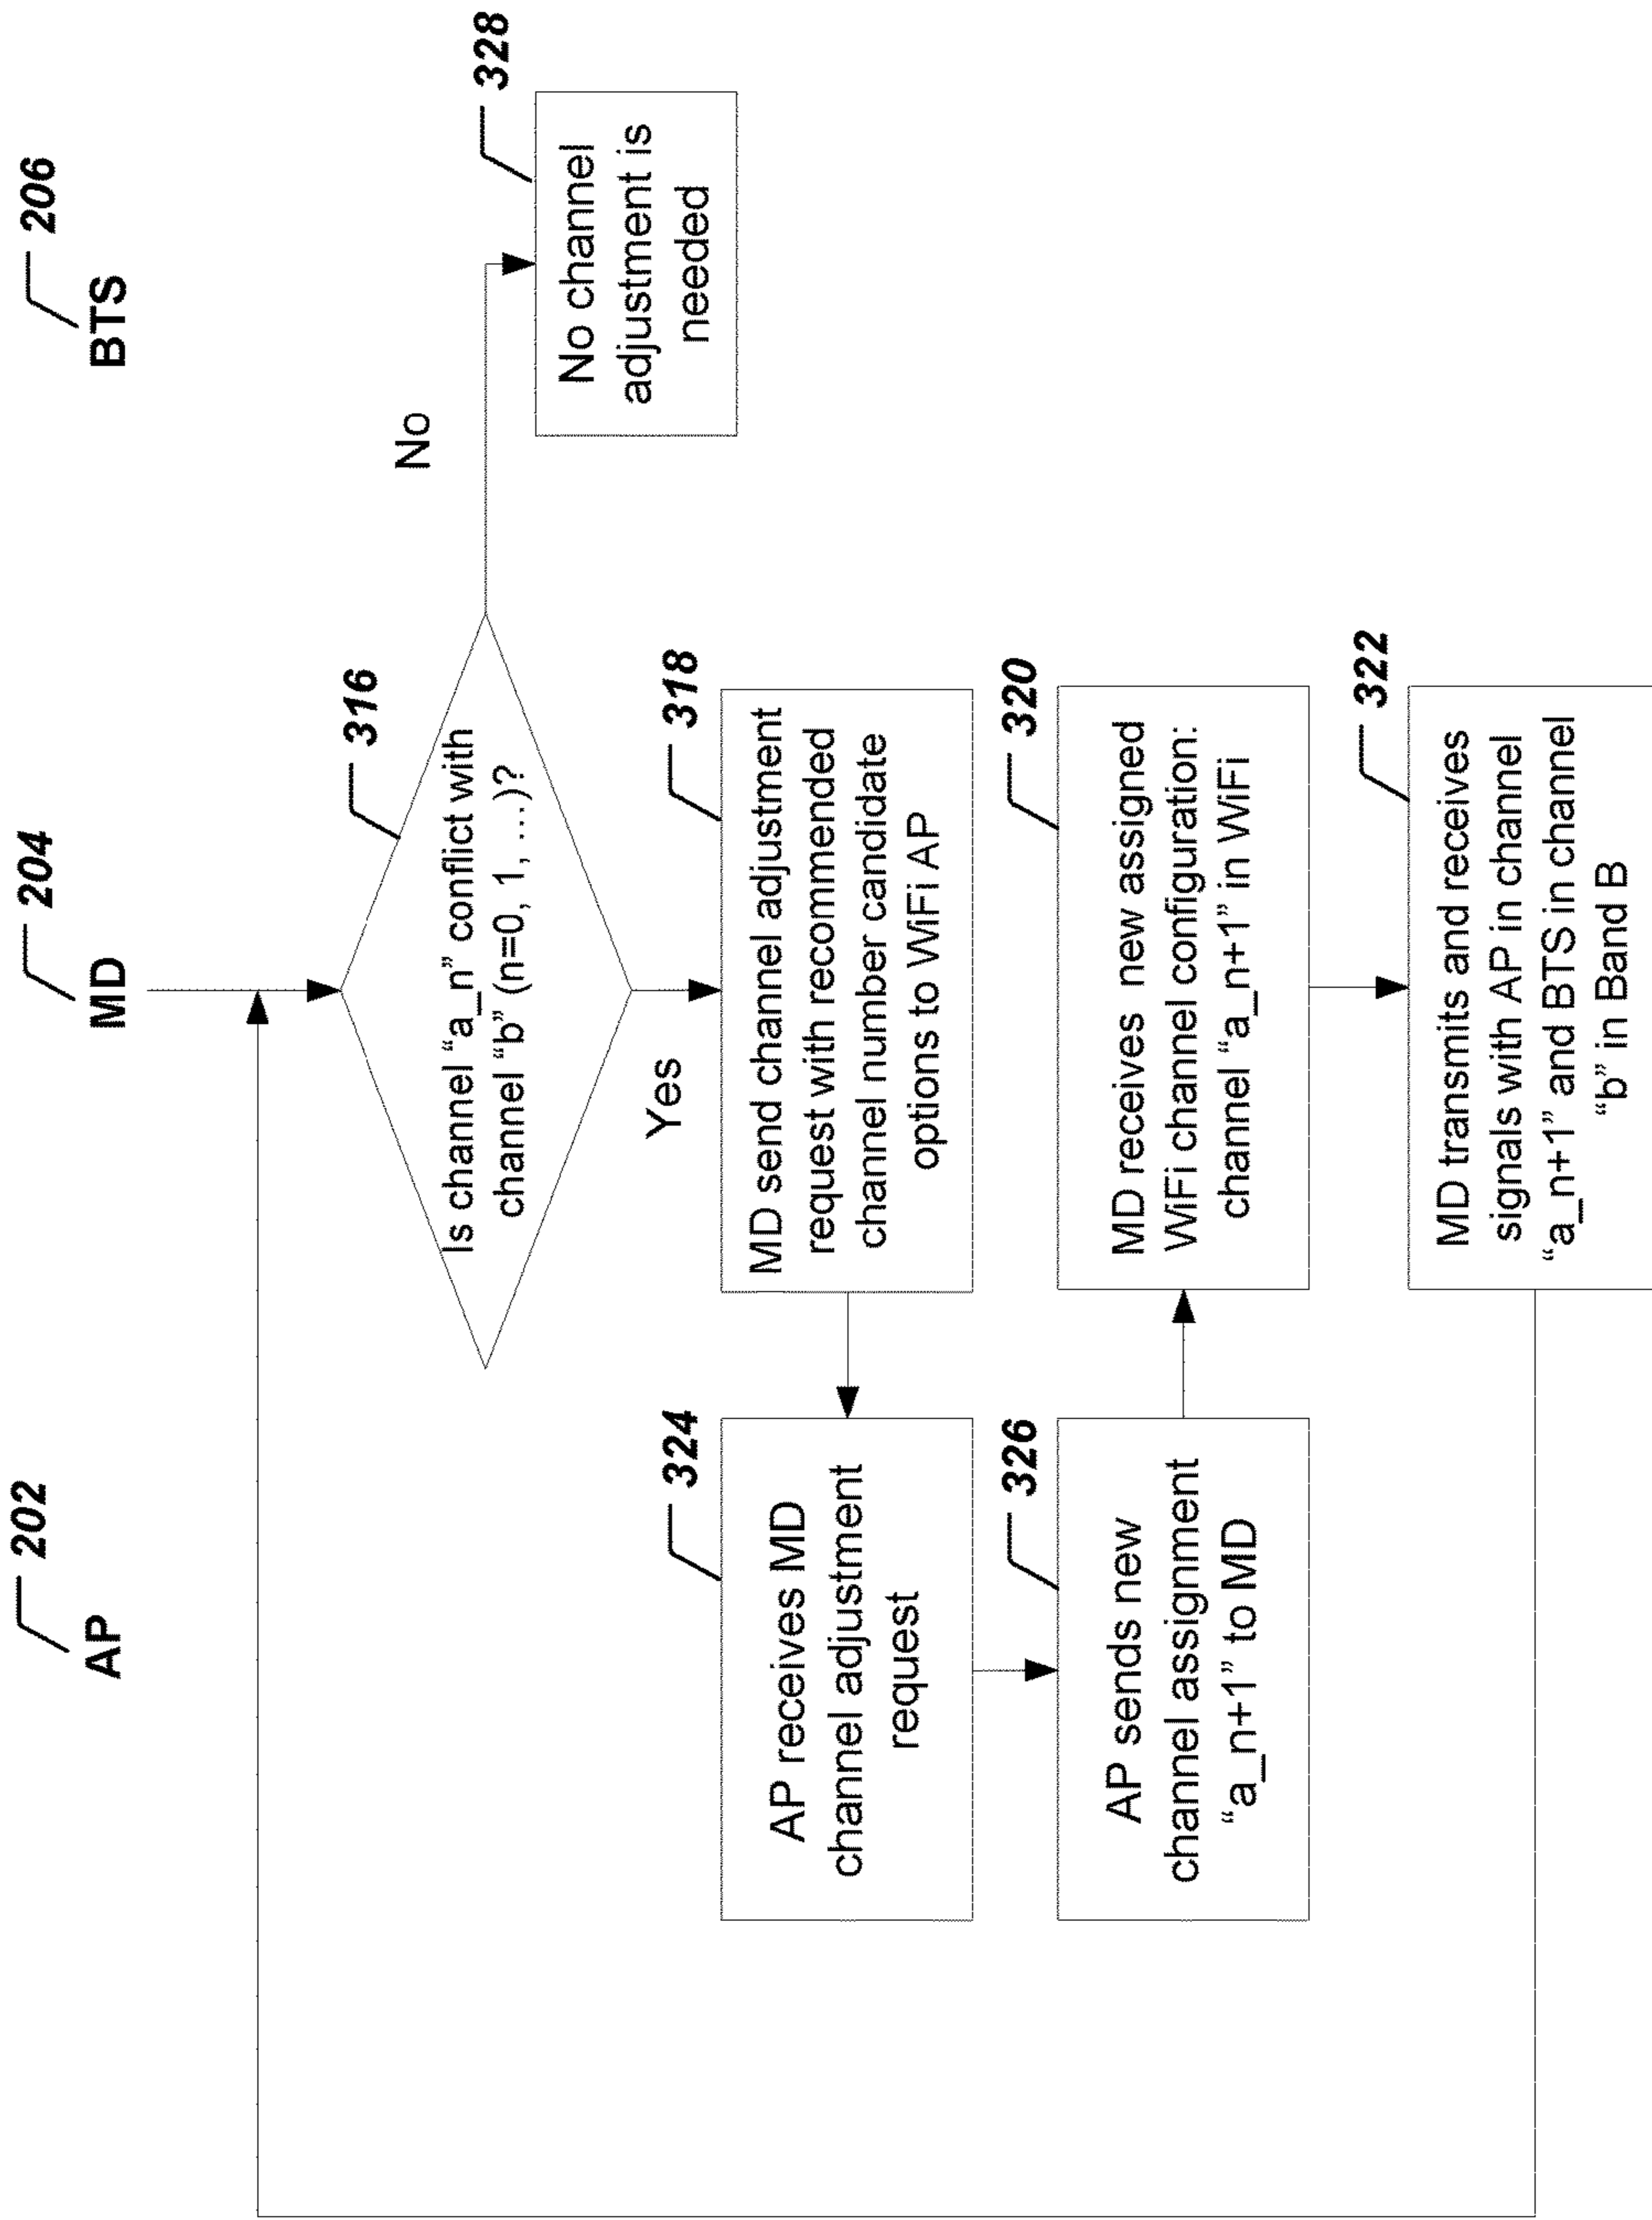 202
AP
204
MD
206
BTS
316
Is channel “a_n” conflict with
channel “b” (n=0, 1, …)?
No
328
No channel
adjustment is
needed
Yes
318
MD send channel adjustment
request with recommended
channel number candidate
options to WiFi AP
324
AP receives MD
channel adjustment
request
326
AP sends new
channel assignment
“a_n+1” to MD
320
MD receives new assigned
WiFi channel configuration:
channel “a_n+1” in WiFi
322
MD transmits and receives
signals with AP in channel
“a_n+1” and BTS in channel
“b” in Band B